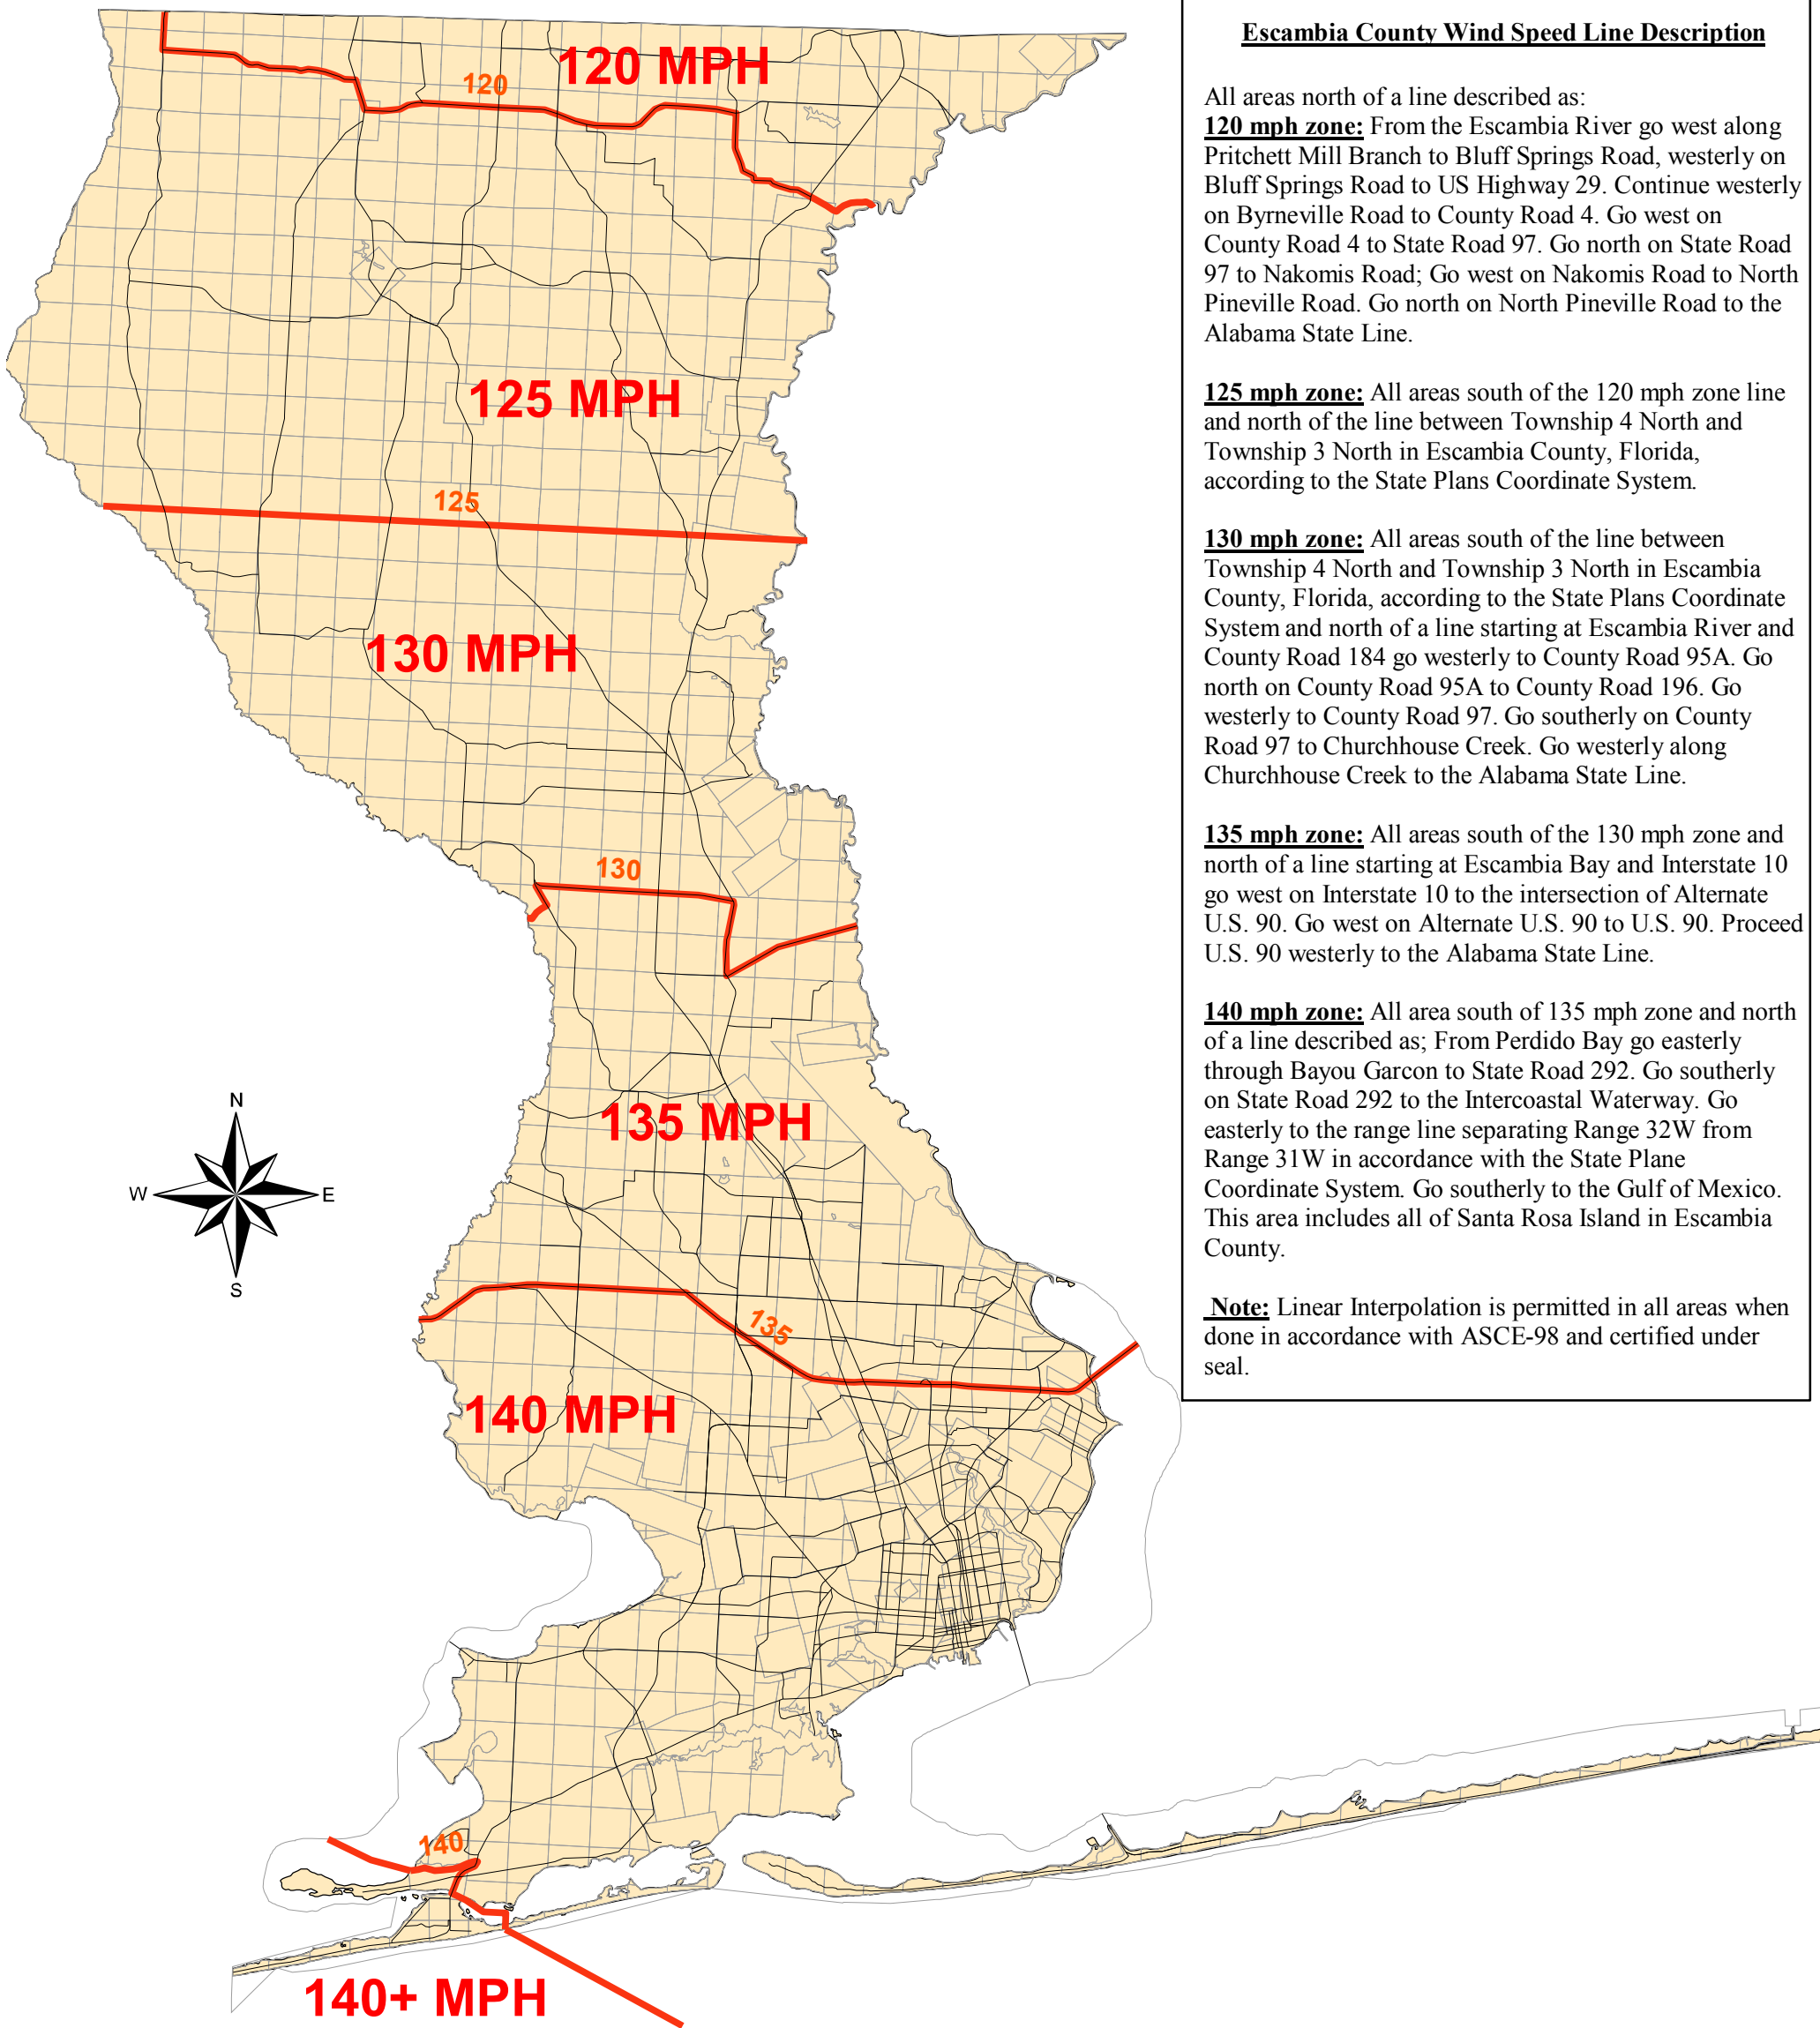 120 MPH
120
125 MPH
125
130 MPH
130
135 MPH
N
W
E
S
135
140 MPH
140
140+ MPH
Escambia County Wind Speed Line Description
All areas north of a line described as:
120 mph zone: From the Escambia River go west along
Pritchett Mill Branch to Bluff Springs Road, westerly on
Bluff Springs Road to US Highway 29. Continue westerly
on Byrneville Road to County Road 4. Go west on
County Road 4 to State Road 97. Go north on State Road
97 to Nakomis Road; Go west on Nakomis Road to North
Pineville Road. Go north on North Pineville Road to the
Alabama State Line.
125 mph zone: All areas south of the 120 mph zone line
and north of the line between Township 4 North and
Township 3 North in Escambia County, Florida,
according to the State Plans Coordinate System.
130 mph zone: All areas south of the line between
Township 4 North and Township 3 North in Escambia
County, Florida, according to the State Plans Coordinate
System and north of a line starting at Escambia River and
County Road 184 go westerly to County Road 95A. Go
north on County Road 95A to County Road 196. Go
westerly to County Road 97. Go southerly on County
Road 97 to Churchhouse Creek. Go westerly along
Churchhouse Creek to the Alabama State Line.
135 mph zone: All areas south of the 130 mph zone and
north of a line starting at Escambia Bay and Interstate 10
go west on Interstate 10 to the intersection of Alternate
U.S. 90. Go west on Alternate U.S. 90 to U.S. 90. Proceed
U.S. 90 westerly to the Alabama State Line.
140 mph zone: All area south of 135 mph zone and north
of a line described as; From Perdido Bay go easterly
through Bayou Garcon to State Road 292. Go southerly
on State Road 292 to the Intercoastal Waterway. Go
easterly to the range line separating Range 32W from
Range 31W in accordance with the State Plane
Coordinate System. Go southerly to the Gulf of Mexico.
This area includes all of Santa Rosa Island in Escambia
County.
Note: Linear Interpolation is permitted in all areas when
done in accordance with ASCE-98 and certified under
seal.